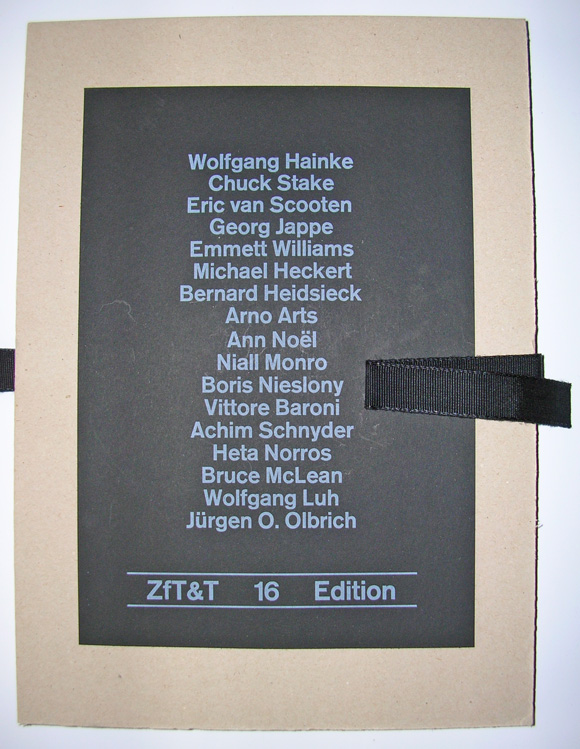 Wolfgang Hainke
Chuck Stake
Eric van Scooten
Georg Jappe
Emmett Williams
Michael Heckert
Bernard Heidsieck
Arno Arts
Ann Noël
Niall Monro
Boris Nieslony
Vittore Baroni
Achim Schnyder
Heta Norros
Bruce McLean
Wolfgang Luh
Jürgen O. Olbrich
ZfT&T 16 Edition